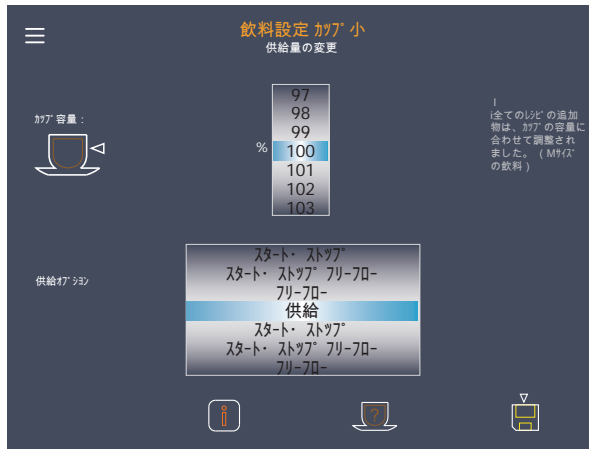 飲料設定 ｶｯﾌﾟ 小
供給量の変更
ｶｯﾌﾟ 容量 :
97
98
99
% 100
101
102
103
i
i全てのﾚｼﾋﾟの追加
物は、ｶｯﾌﾟの容量に
合わせて調整され
ました。 ( Mｻｲｽﾞ
の飲料 )
供給ｵﾌﾟｼｮﾝ
ｽﾀｰﾄ・ ｽﾄｯﾌﾟ
ｽﾀｰﾄ・ ｽﾄｯﾌﾟ ﾌﾘｰﾌﾛｰ
ﾌﾘｰﾌﾛｰ
供給
ｽﾀｰﾄ・ ｽﾄｯﾌﾟ
ｽﾀｰﾄ・ ｽﾄｯﾌﾟ ﾌﾘｰﾌﾛｰ
ﾌﾘｰﾌﾛｰ
i
?